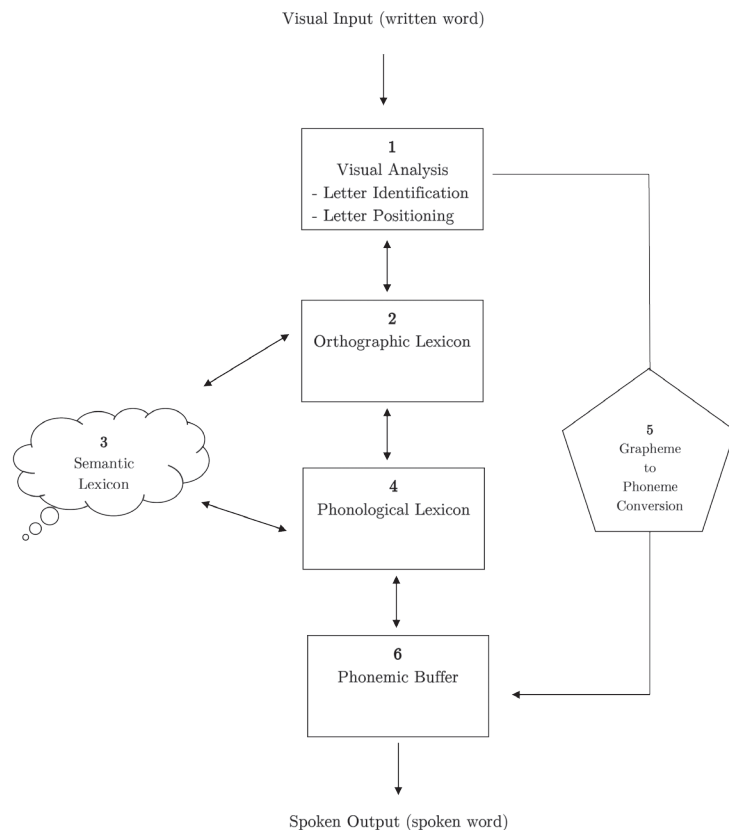 Visual Input (written word)
1
Visual Analysis
- Letter Identification
- Letter Positioning
2
Orthographic Lexicon
3
Semantic
Lexicon
4
Phonological Lexicon
5
Grapheme
to
Phoneme
Conversion
6
Phonemic Buffer
Spoken Output (spoken word)